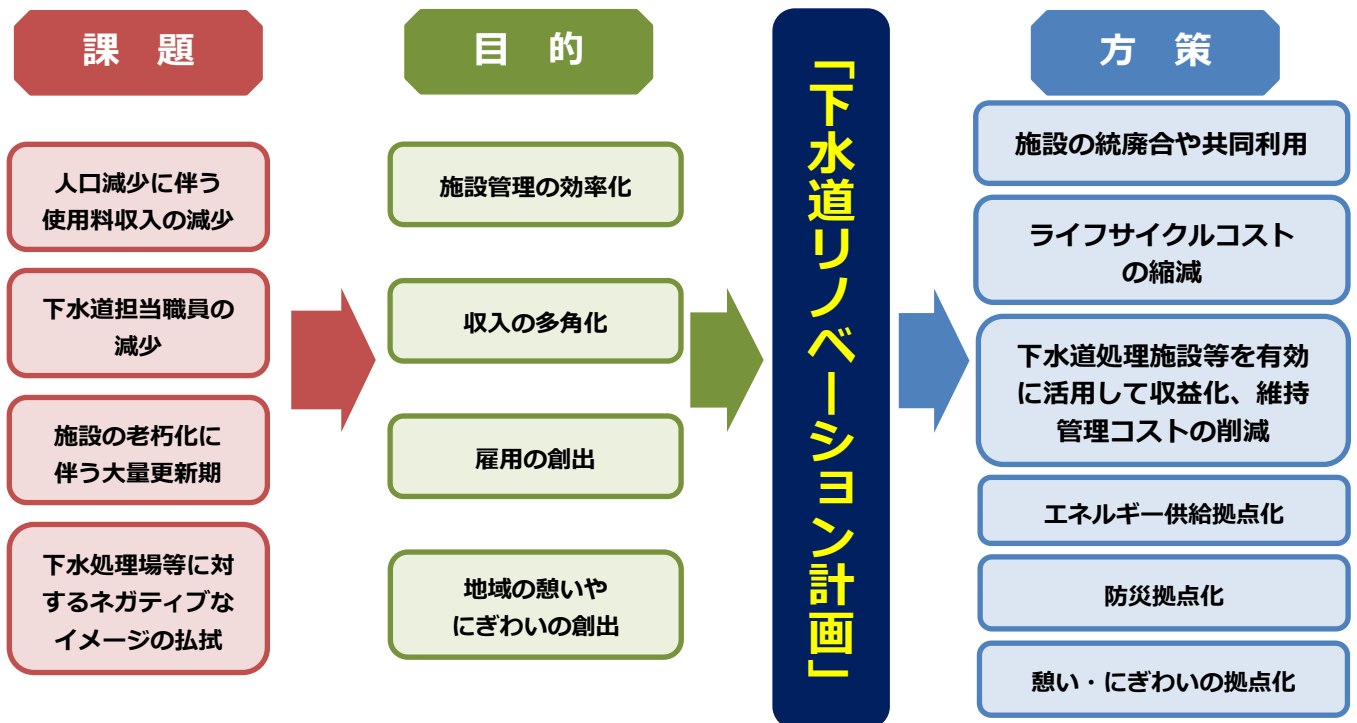 課　題
人口減少に伴う
使用料収入の減少
下水道担当職員の
減少
施設の老朽化に
伴う大量更新期
下水処理場等に対
するネガティブな
イメージの払拭
目　的
施設管理の効率化
収入の多角化
雇用の創出
地域の憩いや
にぎわいの創出
「下水道リノベーション計画」
方　策
施設の統廃合や共同利用
ライフサイクルコスト
の縮減
下水道処理施設等を有効
に活用して収益化、維持
管理コストの削減
エネルギー供給拠点化
防災拠点化
憩い・にぎわいの拠点化